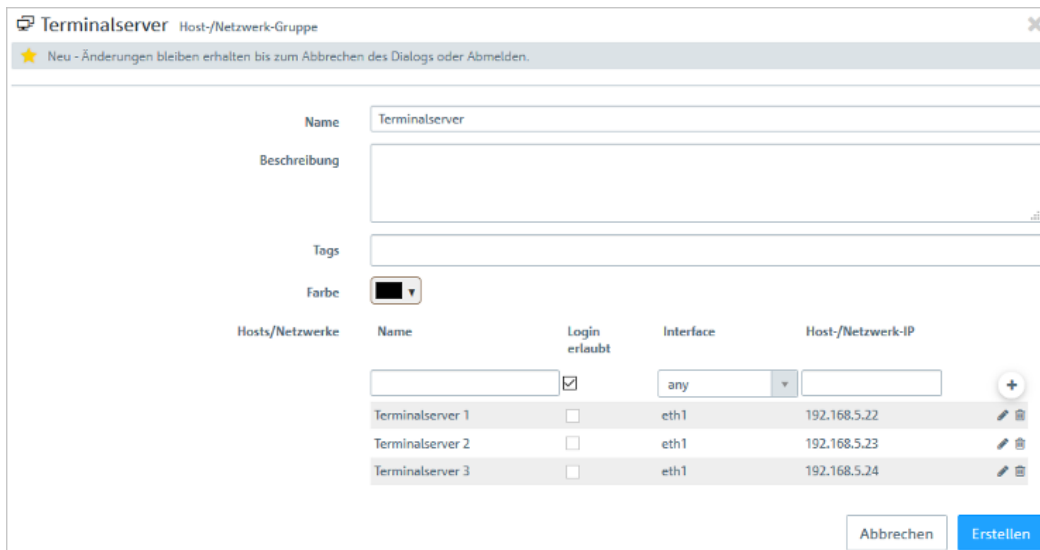 Terminalserver Host-/Netzwerk-Gruppe
Neu - Änderungen bleiben erhalten bis zum Abbrechen des Dialogs oder Abmelden.
Name Terminalserver
Beschreibung
Tags
Farbe
Hosts/Netzwerke Name Login erlaubt Interface Host-/Netzwerk-IP
any
Terminalserver 1 eth1 192.168.5.22
Terminalserver 2 eth1 192.168.5.23
Terminalserver 3 eth1 192.168.5.24
Abbrechen Erstellen